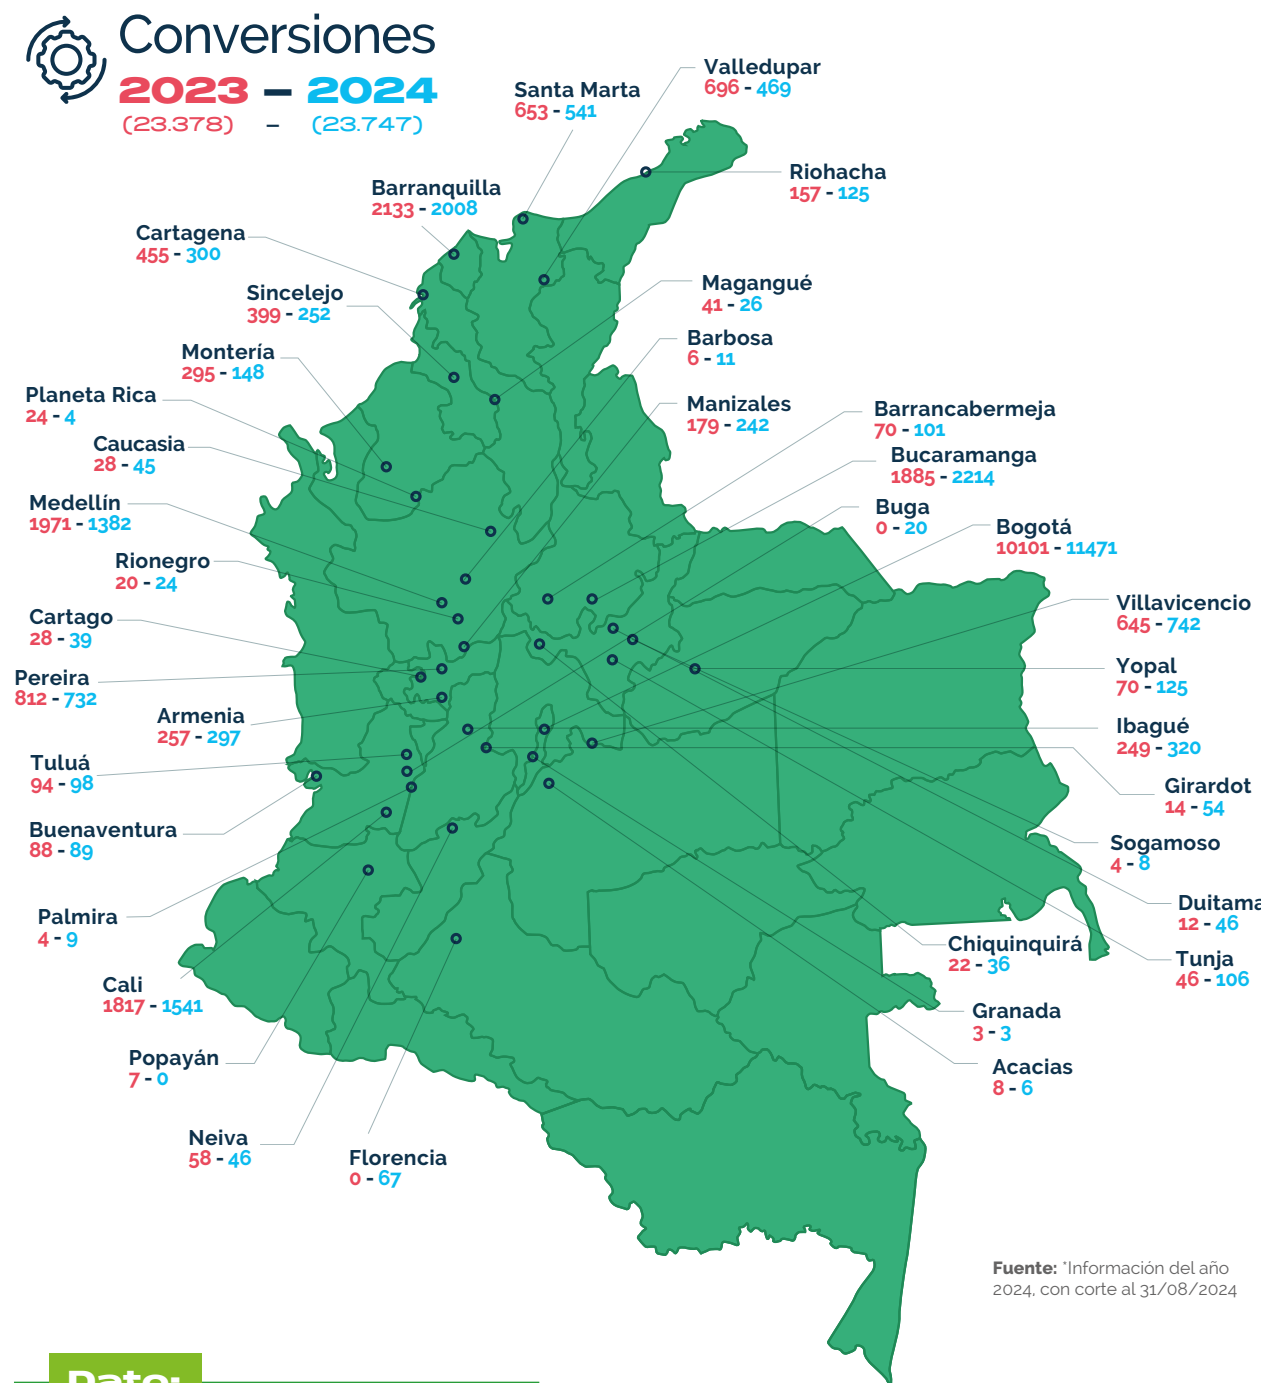 Conversiones
2023 – 2024
(23.378) – (23.747)
Valledupar
696 - 469
Santa Marta
653 - 541
Riohacha
157 - 125
Barranquilla
2133 - 2008
Cartagena
455 - 300
Sincelejo
399 - 252
Magangué
41 - 26
Barbosa
6 - 11
Montería
295 - 148
Planeta Rica
24 - 4
Manizales
179 - 242
Barrancabermeja
70 - 101
Caucasia
28 - 45
Bucaramanga
1885 - 2214
Medellín
1971 - 1382
Buga
0 - 20
Bogotá
10101 - 11471
Rionegro
20 - 24
Villavicencio
645 - 742
Cartago
28 - 39
Yopal
70 - 125
Pereira
812 - 732
Armenia
257 - 297
Ibagué
249 - 320
Tuluá
94 - 98
Girardot
14 - 54
Buenaventura
88 - 89
Sogamoso
4 - 8
Palmira
4 - 9
Duitama
12 - 46
Chiquinquirá
22 - 36
Tunja
46 - 106
Cali
1817 - 1541
Granada
3 - 3
Popayán
7 - 0
Acacias
8 - 6
Neiva
58 - 46
Florencia
0 - 67
Fuente: *Información del año
2024, con corte al 31/08/2024
Dato: